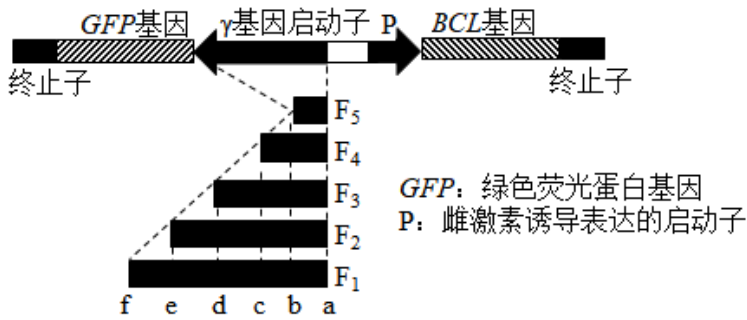 GFP基因 γ基因启动子 P BCL基因
终止子 终止子
F5
F4
F3
GFP：绿色荧光蛋白基因
F2
P：雌激素诱导表达的启动子
F1
f e d c b a